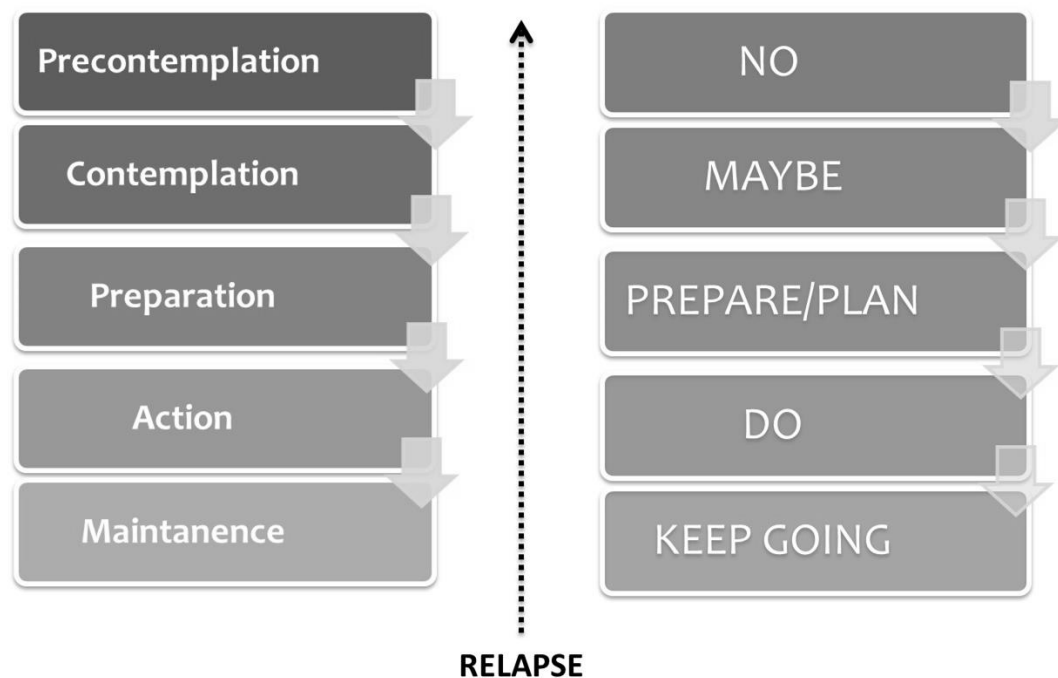 Precontemplation
Contemplation
Preparation
Action
Maintanence
NO
MAYBE
PREPARE/PLAN
DO
KEEP GOING
RELAPSE